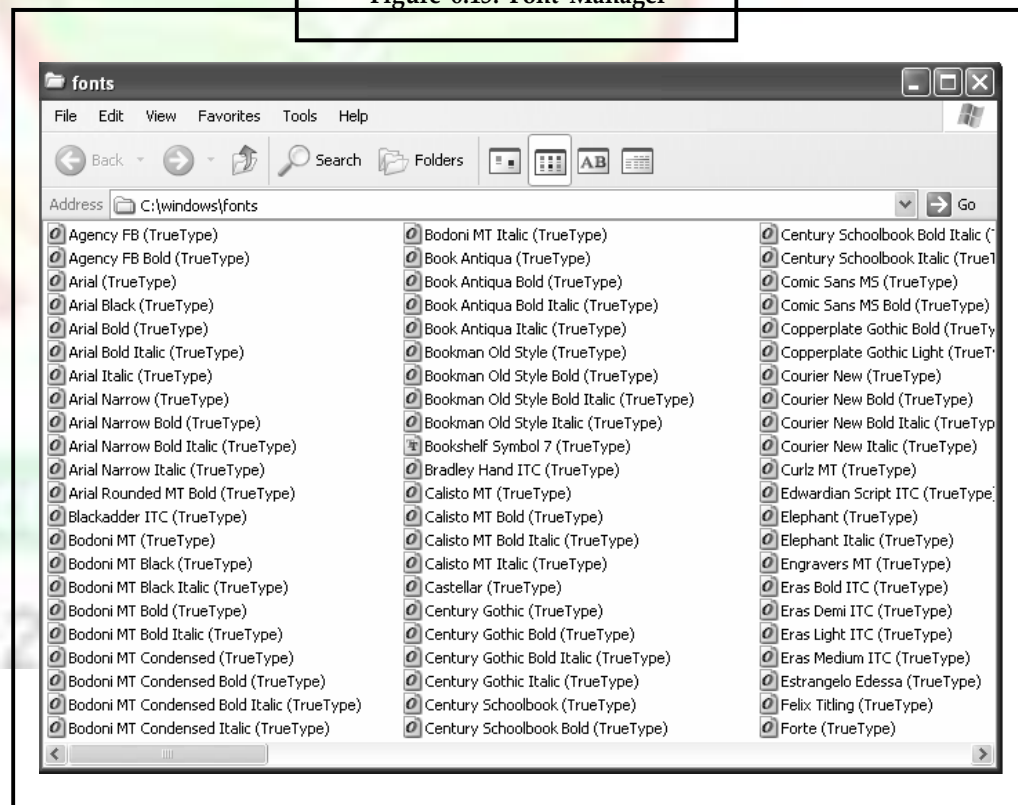 Figure 6.13: Font Manager
fonts
File Edit View Favorites Tools Help
Back Search Folders AB
Address C:\windows\fonts Go
Agency FB (TrueType)
Agency FB Bold (TrueType)
Arial (TrueType)
Arial Black (TrueType)
Arial Bold (TrueType)
Arial Bold Italic (TrueType)
Arial Italic (TrueType)
Arial Narrow (TrueType)
Arial Narrow Bold (TrueType)
Arial Narrow Bold Italic (TrueType)
Arial Narrow Italic (TrueType)
Arial Rounded MT Bold (TrueType)
Blackadder ITC (TrueType)
Bodoni MT (TrueType)
Bodoni MT Black (TrueType)
Bodoni MT Black Italic (TrueType)
Bodoni MT Bold (TrueType)
Bodoni MT Bold Italic (TrueType)
Bodoni MT Condensed (TrueType)
Bodoni MT Condensed Bold (TrueType)
Bodoni MT Condensed Bold Italic (TrueType)
Bodoni MT Condensed Italic (TrueType)
Bodoni MT Italic (TrueType)
Book Antiqua (TrueType)
Book Antiqua Bold (TrueType)
Book Antiqua Bold Italic (TrueType)
Book Antiqua Italic (TrueType)
Bookman Old Style (TrueType)
Bookman Old Style Bold (TrueType)
Bookman Old Style Bold Italic (TrueType)
Bookman Old Style Italic (TrueType)
Bookshelf Symbol 7 (TrueType)
Bradley Hand ITC (TrueType)
Calisto MT (TrueType)
Calisto MT Bold (TrueType)
Calisto MT Bold Italic (TrueType)
Calisto MT Italic (TrueType)
Castellar (TrueType)
Century Gothic (TrueType)
Century Gothic Bold (TrueType)
Century Gothic Bold Italic (TrueType)
Century Gothic Italic (TrueType)
Century Schoolbook (TrueType)
Century Schoolbook Bold (TrueType)
Century Schoolbook Bold Italic (
Century Schoolbook Italic (True
Comic Sans MS (TrueType)
Comic Sans MS Bold (TrueType)
Copperplate Gothic Bold (TrueTy
Copperplate Gothic Light (True
Courier New (TrueType)
Courier New Bold (TrueType)
Courier New Bold Italic (TrueTyp
Courier New Italic (TrueType)
Curlz MT (TrueType)
Edwardian Script ITC (TrueType
Elephant (TrueType)
Elephant Italic (TrueType)
Engravers MT (TrueType)
Eras Bold ITC (TrueType)
Eras Demi ITC (TrueType)
Eras Light ITC (TrueType)
Eras Medium ITC (TrueType)
Estrangelo Edessa (TrueType)
Felix Titling (TrueType)
Forte (TrueType)